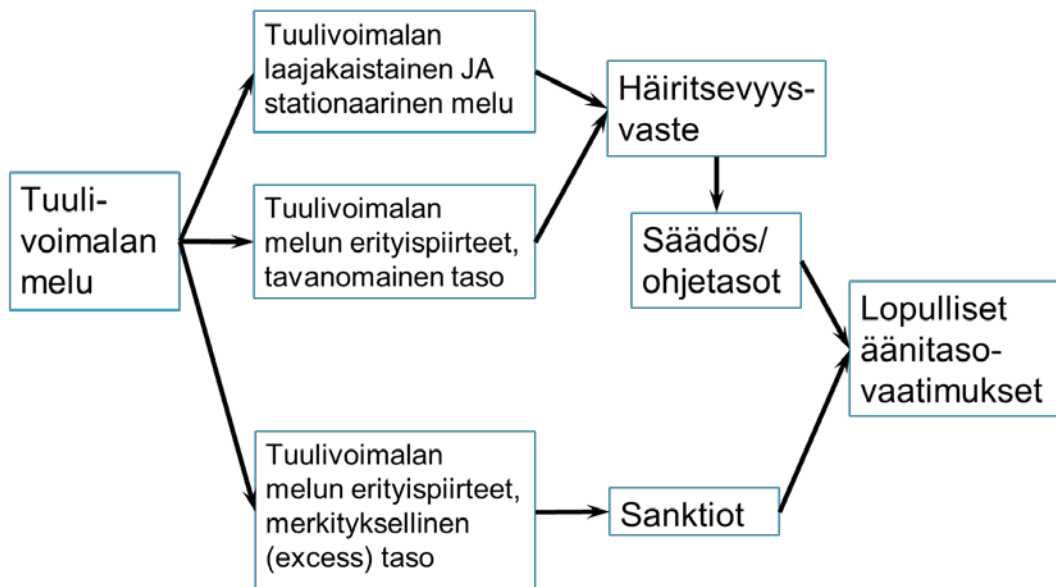 Tuuli-
voimalan
melu
Tuulivoimalan
laajakaistainen JA
stationaarinen melu
Tuulivoimalan
melun erityispiirteet,
tavanomainen taso
Tuulivoimalan
melun erityispiirteet,
merkityksellinen
(excess) taso
Häiritsevyys-
vaste
Säädös/
ohjetasot
Sanktiot
Lopulliset
äänitaso-
vaatimukset